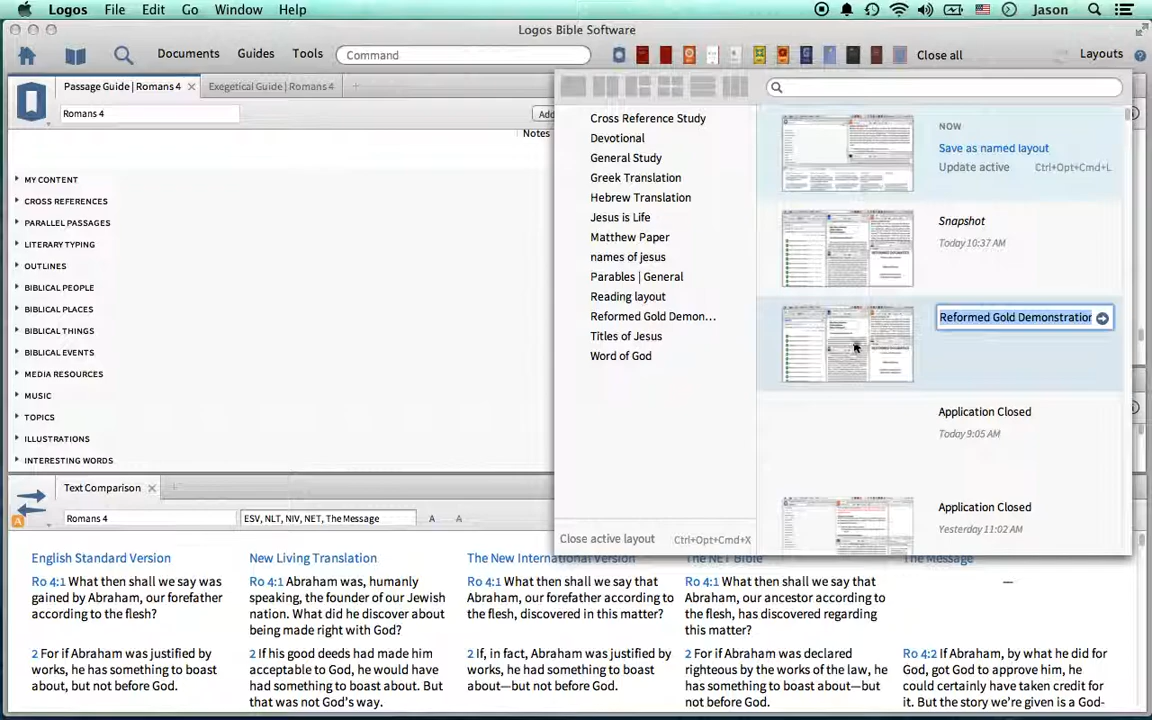 Logos File Edit Go Window Help Jason
Logos Bible Software
Documents Guides Tools Command Close all Layouts
Passage Guide | Romans 4 Exegetical Guide | Romans 4
Romans 4 Add
Notes
MY CONTENT
CROSS REFERENCES
PARALLEL PASSAGES
LITERARY TYPING
OUTLINES
BIBLICAL PEOPLE
BIBLICAL PLACES
BIBLICAL THINGS
BIBLICAL EVENTS
MEDIA RESOURCES
MUSIC
TOPICS
ILLUSTRATIONS
INTERESTING WORDS
Cross Reference Study
Devotional
General Study
Greek Translation
Hebrew Translation
Jesus is Life
Matthew Paper
names of jesus
Parables | General
Reading layout
Reformed Gold Demon...
Titles of Jesus
Word of God
Close active layout Ctrl+Opt+Cmd+X
NOW
Save as named layout
Update active Ctrl+Opt+Cmd+L
Snapshot
Today 10:37 AM
Reformed Gold Demonstration
Application Closed
Today 9:05 AM
Application Closed
Yesterday 11:02 AM
Text Comparison
Romans 4 ESV, NLT, NIV, NET, The Message A A
English Standard Version
Ro 4:1 What then shall we say was
gained by Abraham, our forefather
according to the flesh?
2 For if Abraham was justified by
works, he has something to boast
about, but not before God.
New Living Translation
Ro 4:1 Abraham was, humanly
speaking, the founder of our Jewish
nation. What did he discover about
being made right with God?
2 If his good deeds had made him
acceptable to God, he would have
had something to boast about. But
that was not God's way.
The New International Version
Ro 4:1 What then shall we say that
Abraham, our forefather according to
the flesh, discovered in this matter?
2 If, in fact, Abraham was justified by
works, he had something to boast
about—but not before God.
The NET Bible
Ro 4:1 What then shall we say that
Abraham, our ancestor according to
the flesh, has discovered regarding
this matter?
2 For if Abraham was declared
righteous by the works of the law, he
has something to boast about—but
not before God.
The Message
—
Ro 4:2 If Abraham, by what he did for
God, got God to approve him, he
could certainly have taken credit for
it. But the story we're given is a God-